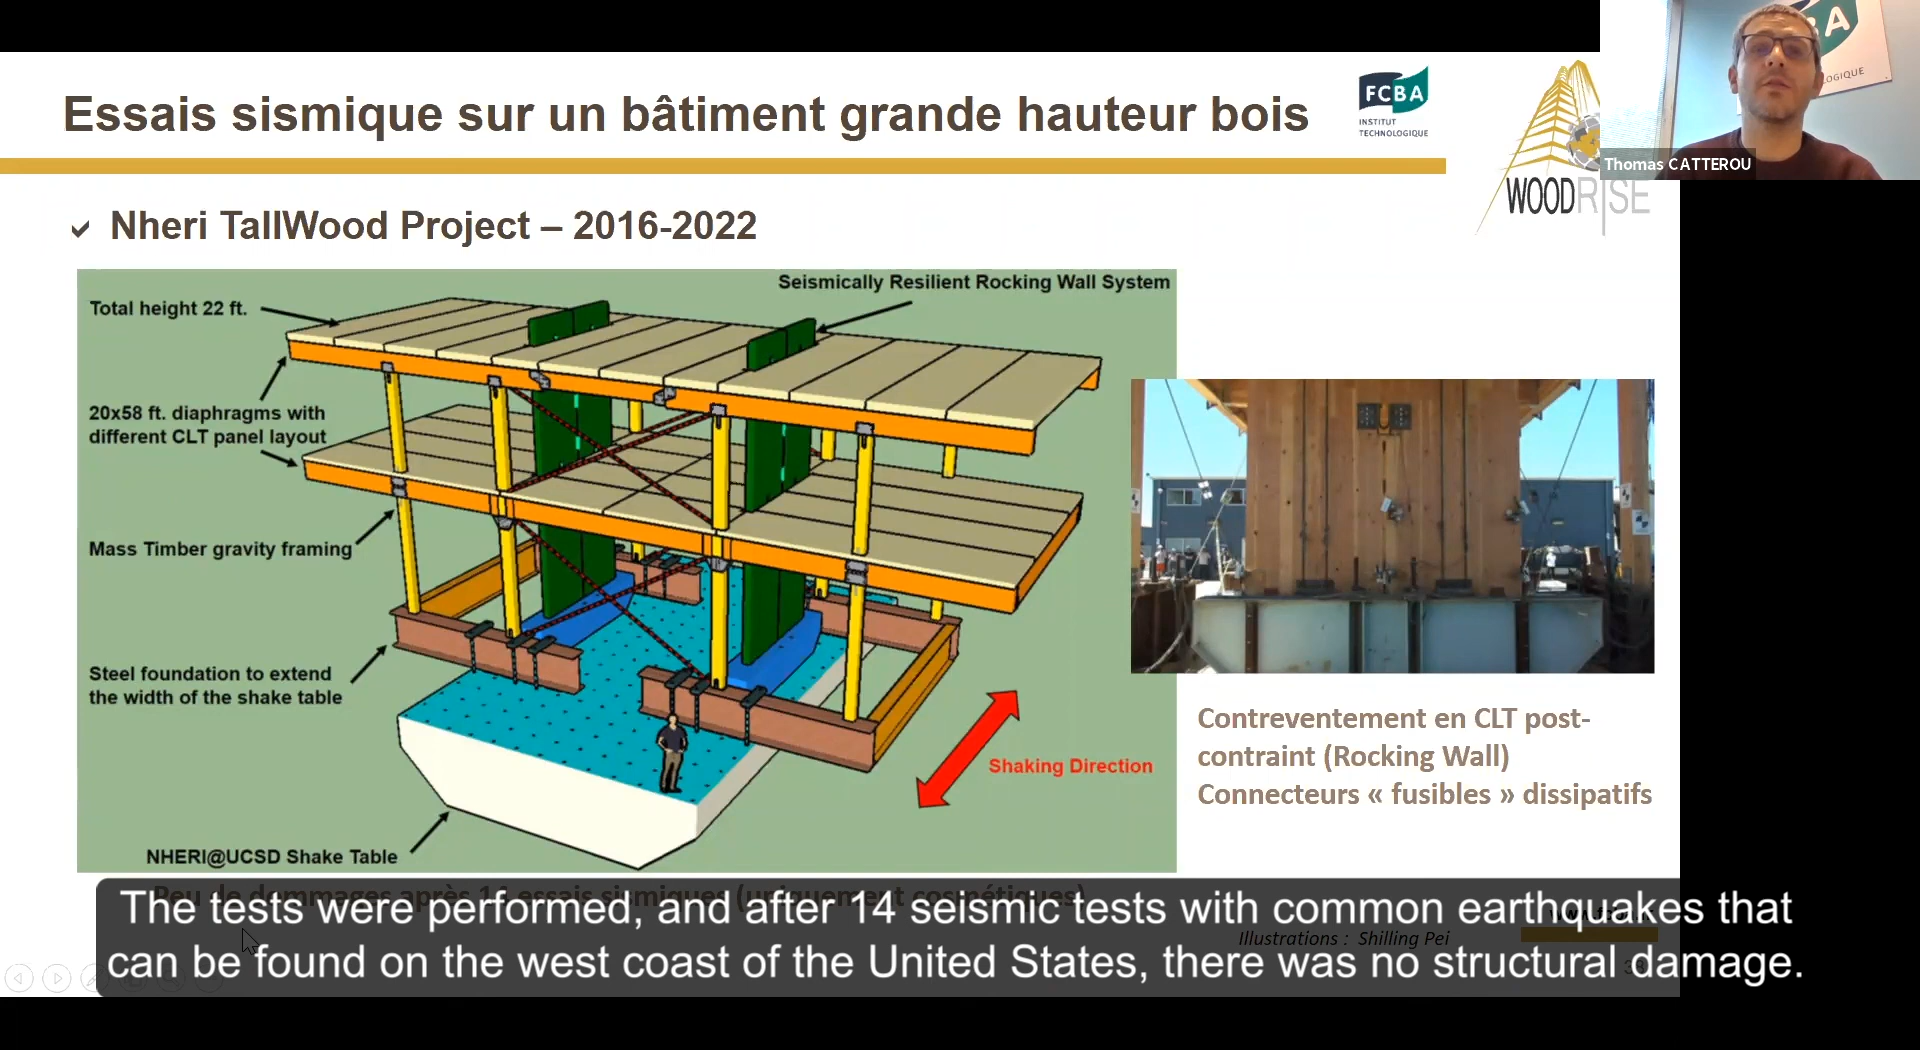 Essais sismique sur un bâtiment grande hauteur bois
FCBA
INSTITUT
TECHNOLOGIQUE
WOODRISE
BA
OGIQUE
Thomas CATTEROU
Nheri TallWood Project – 2016-2022
Seismically Resilient Rocking Wall System
Total height 22 ft.
20x58 ft. diaphragms with
different CLT panel layout
Mass Timber gravity framing
Steel foundation to extend
the width of the shake table
Shaking Direction
NHERI@UCSD Shake Table
Contreventement en CLT post-
contraint (Rocking Wall)
Connecteurs « fusibles » dissipatifs
Peu de dommages après 14 essais sismiques (uniquement cosmétiques)
The tests were performed, and after 14 seismic tests with common earthquakes that
Illustrations : Shilling Pei
can be found on the west coast of the United States, there was no structural damage.